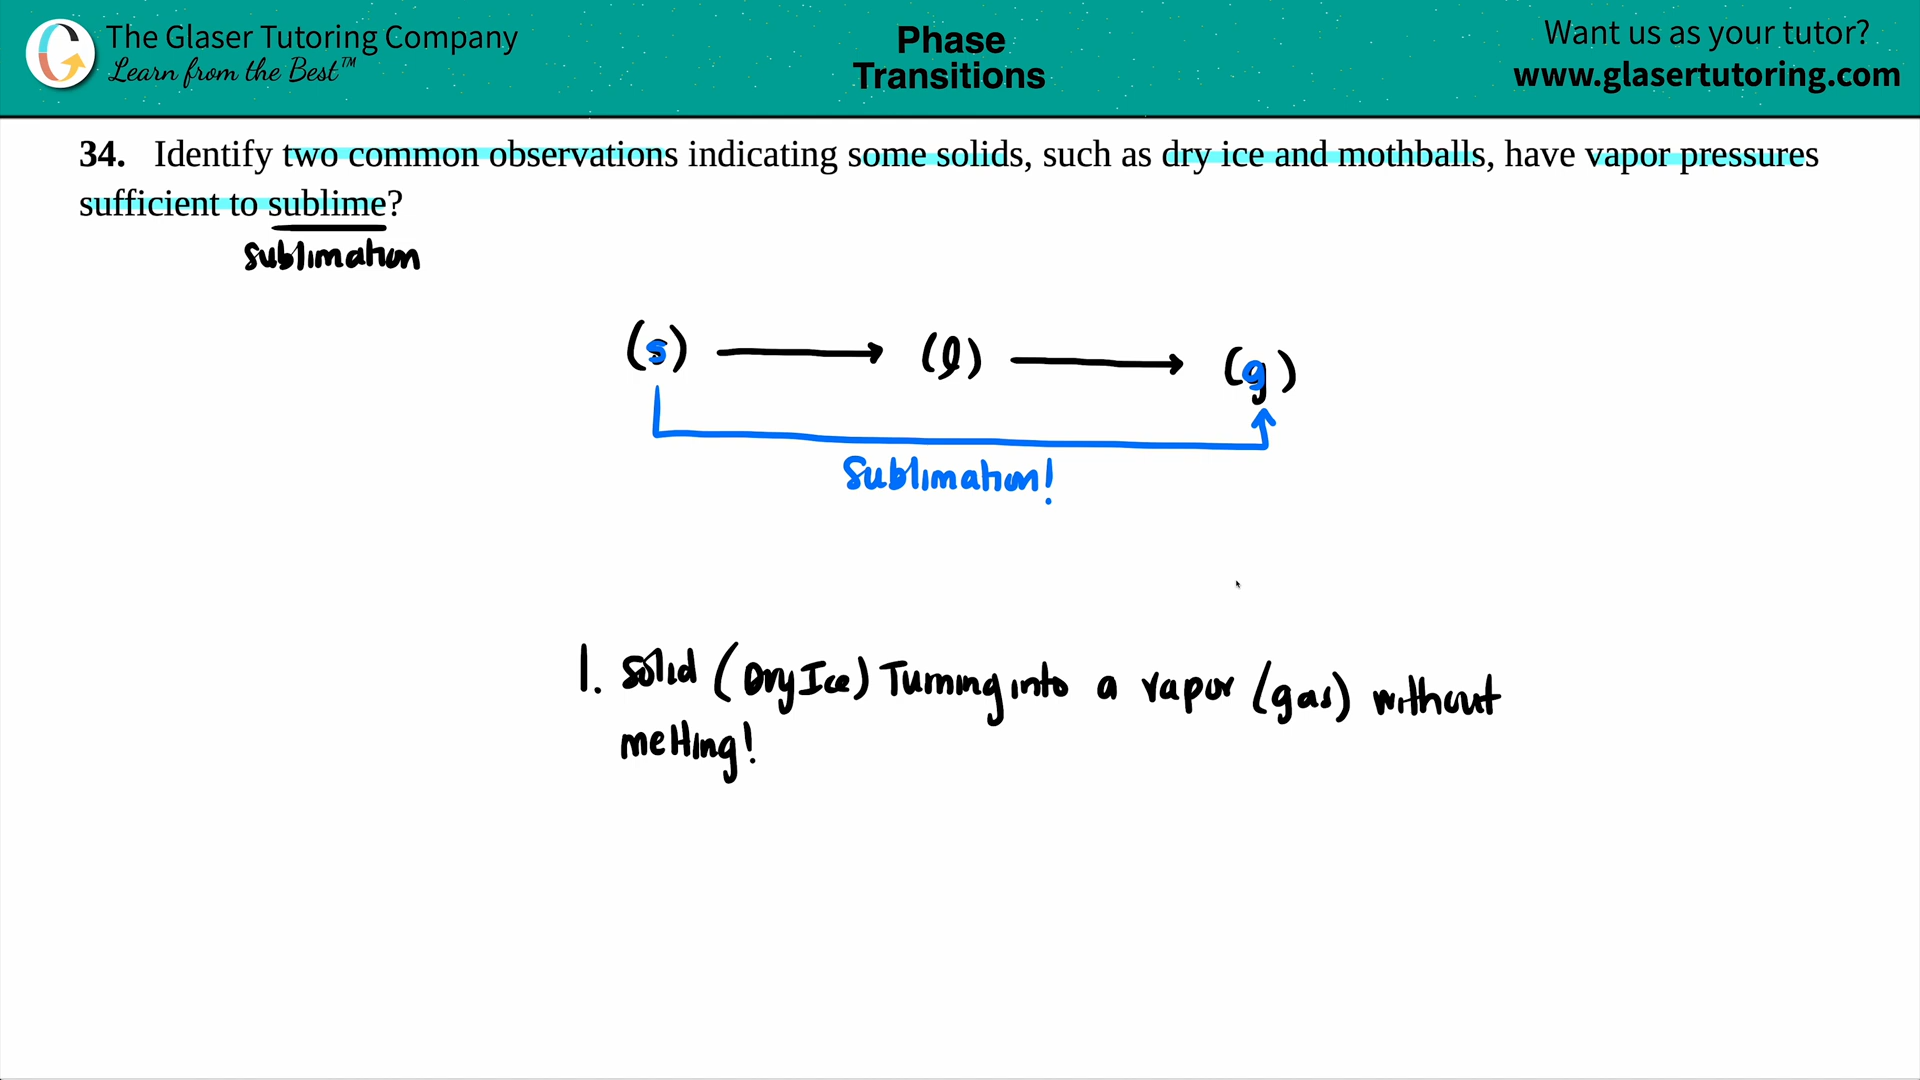 The Glaser Tutoring Company
Learn from the Best™
Phase
Transitions
Want us as your tutor?
www.glasertutoring.com
34. Identify two common observations indicating some solids, such as dry ice and mothballs, have vapor pressures
sufficient to sublime?
sublimation
(s) → (l) → (g)
Sublimation!
1. Solid (Dry Ice) Turning into a vapor (gas) without
melting!